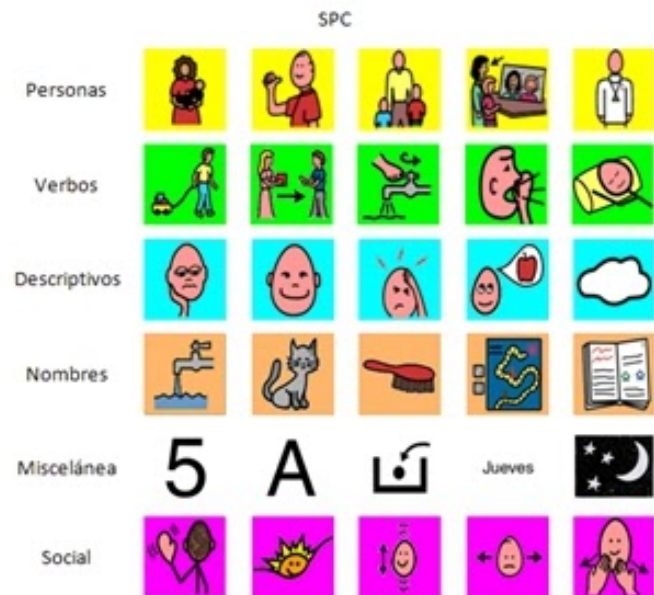 SPC
Personas
Verbos
Descriptivos
Nombres
Miscelánea
5 A Jueves
Social